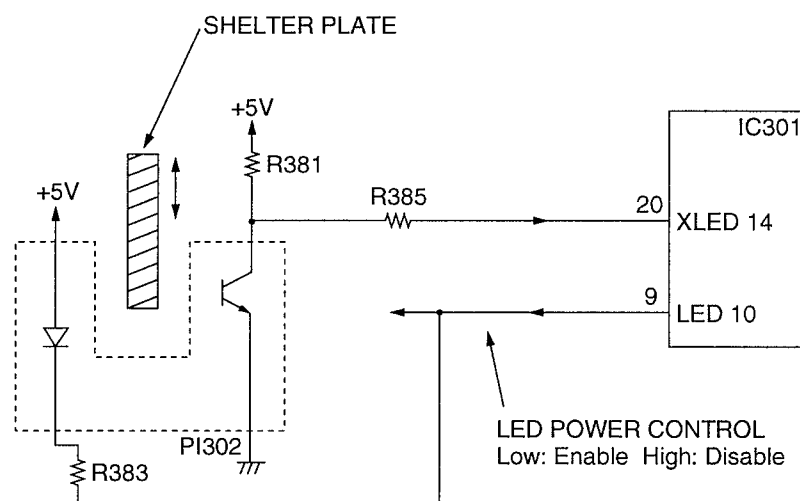 SHELTER PLATE
+5V
IC301
R381
R385
+5V
20
XLED 14
9
LED 10
LED POWER CONTROL
Low: Enable High: Disable
PI302
R383